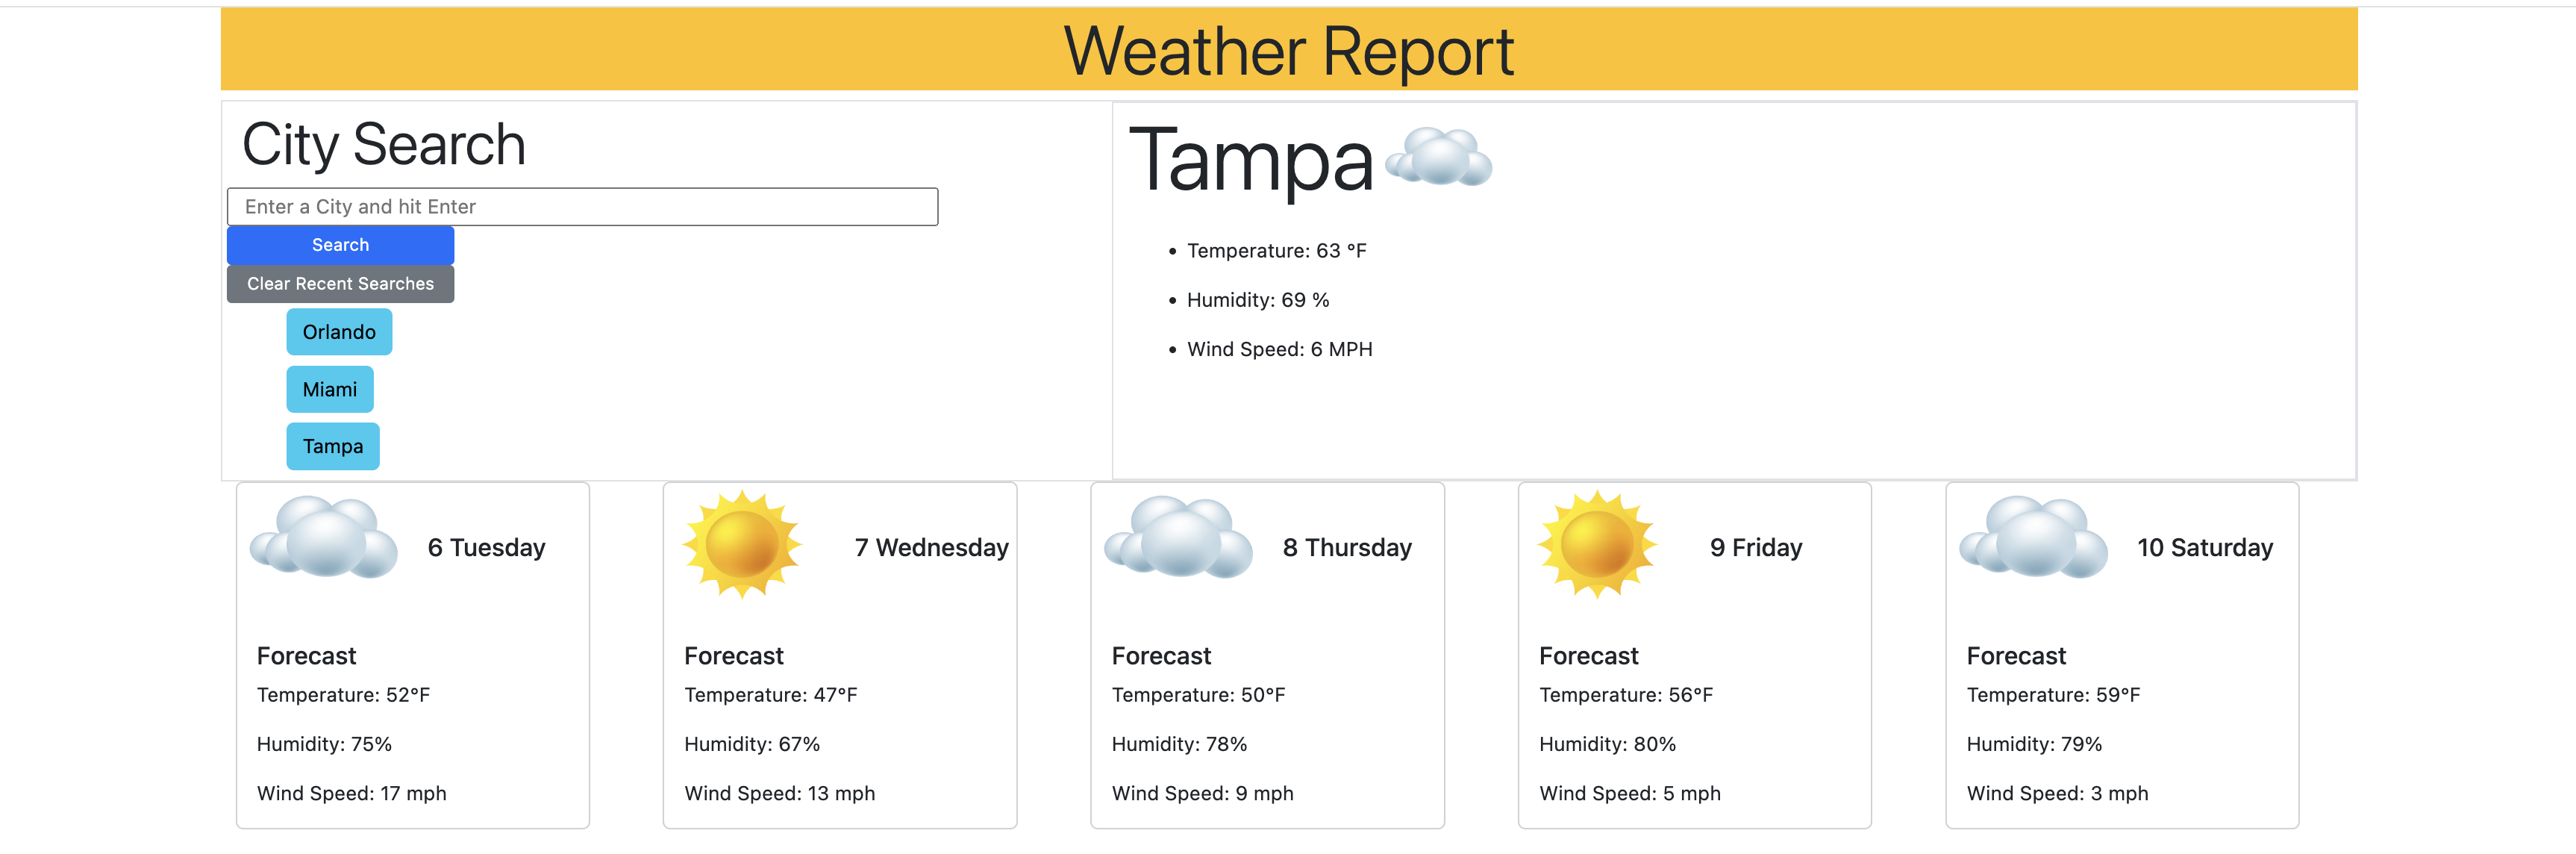 Weather Report
City Search
Enter a City and hit Enter
Search
Clear Recent Searches
Orlando
Miami
Tampa
Tampa
• Temperature: 63 °F
• Humidity: 69 %
• Wind Speed: 6 MPH
6 Tuesday
Forecast
Temperature: 52°F
Humidity: 75%
Wind Speed: 17 mph
7 Wednesday
Forecast
Temperature: 47°F
Humidity: 67%
Wind Speed: 13 mph
8 Thursday
Forecast
Temperature: 50°F
Humidity: 78%
Wind Speed: 9 mph
9 Friday
Forecast
Temperature: 56°F
Humidity: 80%
Wind Speed: 5 mph
10 Saturday
Forecast
Temperature: 59°F
Humidity: 79%
Wind Speed: 3 mph